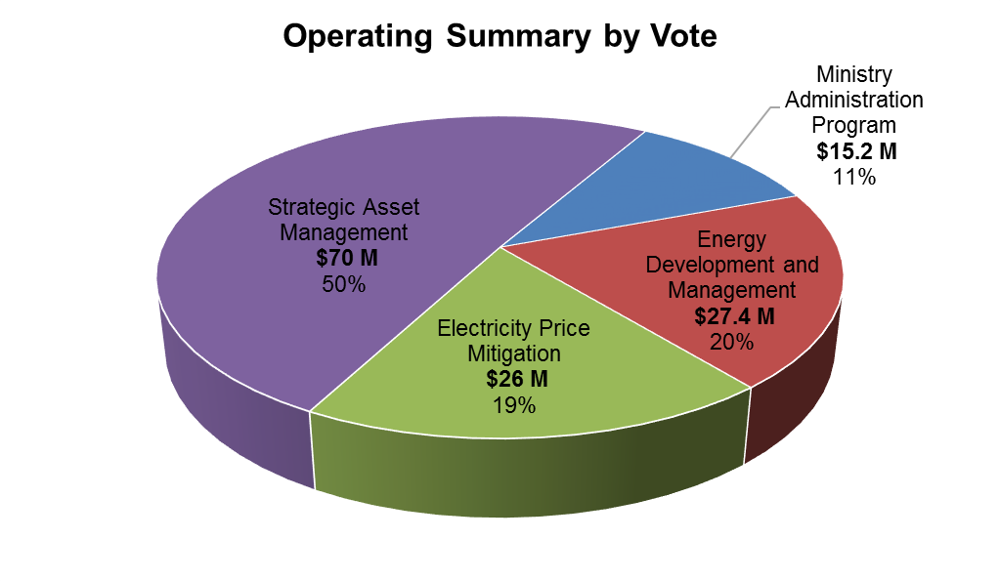 Operating Summary by Vote
Ministry
Administration
Program
$15.2 M
11%
Strategic Asset
Management
$70 M
50%
Energy
Development and
Management
$27.4 M
20%
Electricity Price
Mitigation
$26 M
19%